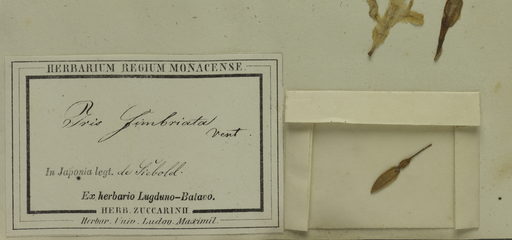 HERBARIUM REGIUM MONACENSE.
Iris fimbriata
Vent.
In Japonia legt. de Siebold.
Ex herbario Lugduno-Batavo.
HERB. ZUCCARINII
Herbar. Univ. Ludov. Maximil.